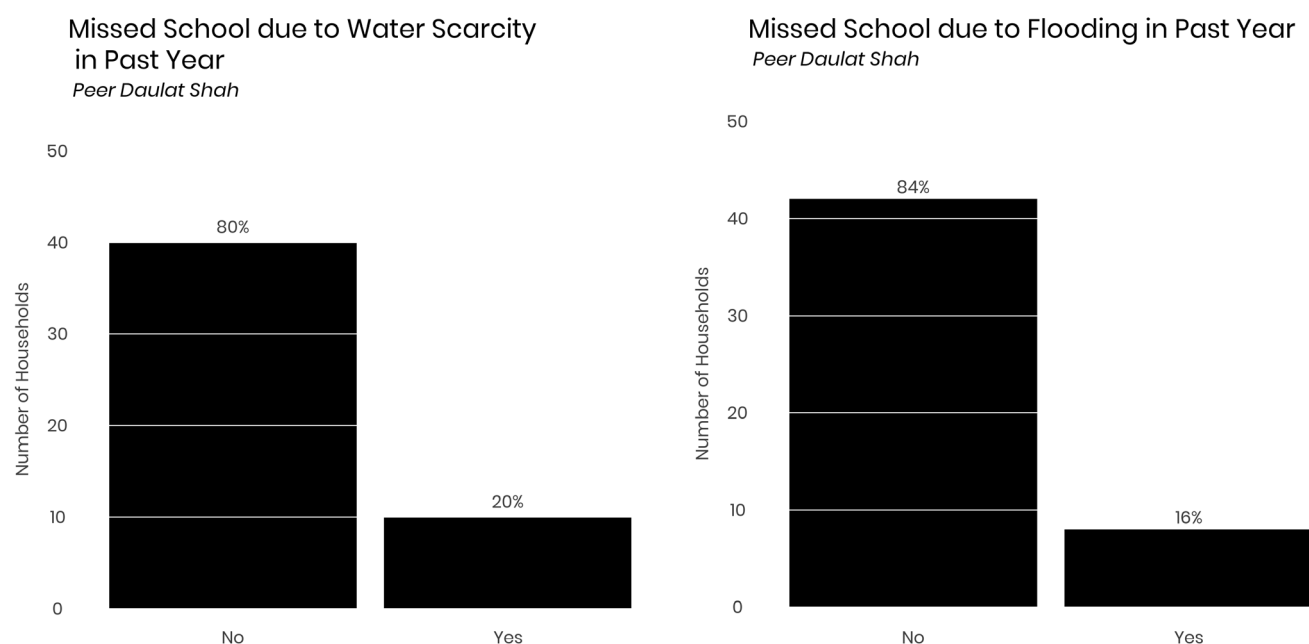 Missed School due to Water Scarcity
in Past Year
Peer Daulat Shah
50
80%
40
30
20
20%
10
0
Number of Households
No
Yes
Missed School due to Flooding in Past Year
Peer Daulat Shah
50
84%
40
30
20
10
16%
0
Number of Households
No
Yes